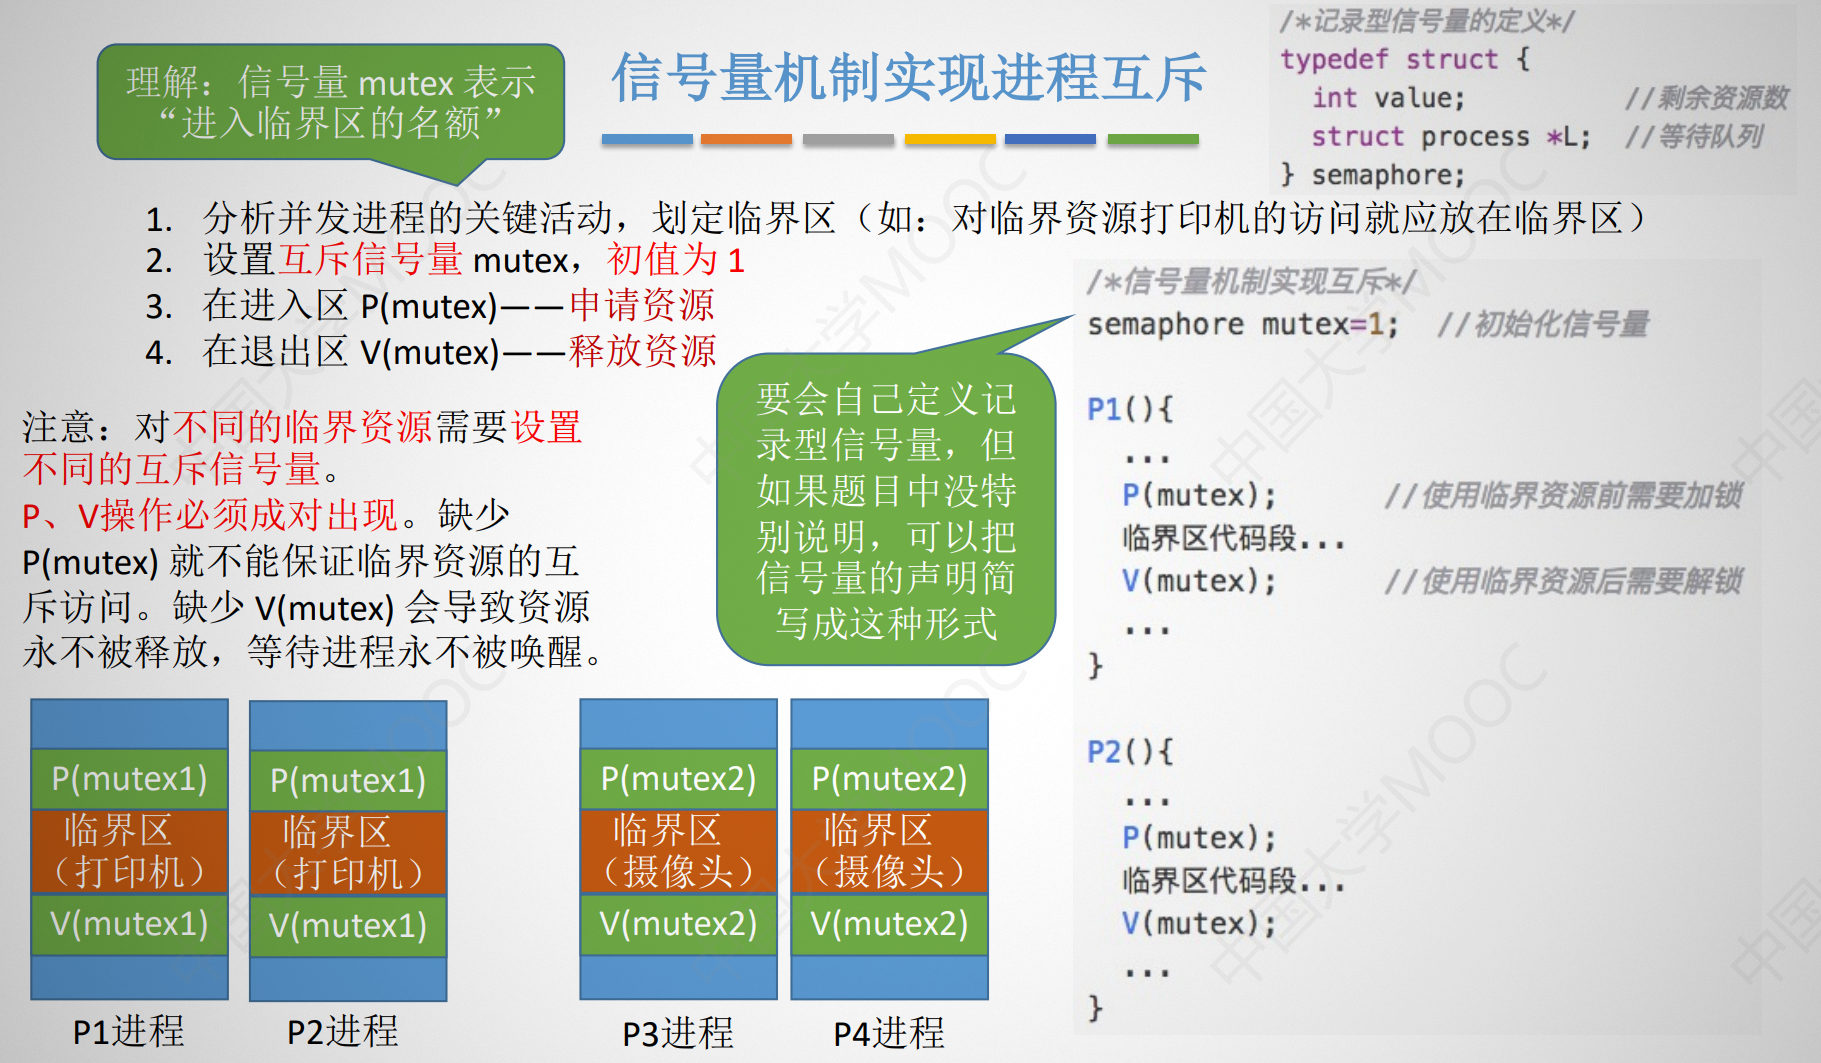 理解：信号量 mutex 表示
“进入临界区的名额”
信号量机制实现进程互斥
/*记录型信号量的定义*/
typedef struct {
int value; //剩余资源数
struct process *L; //等待队列
} semaphore;
1. 分析并发进程的关键活动，划定临界区（如：对临界资源打印机的访问就应放在临界区）
2. 设置互斥信号量 mutex，初值为 1
3. 在进入区 P(mutex)——申请资源
4. 在退出区 V(mutex)——释放资源
注意：对不同的临界资源需要设置
不同的互斥信号量。
P、V操作必须成对出现。缺少
P(mutex) 就不能保证临界资源的互
斥访问。缺少 V(mutex) 会导致资源
永不被释放，等待进程永不被唤醒。
要会自己定义记
录型信号量，但
如果题目中没特
别说明，可以把
信号量的声明简
写成这种形式
/*信号量机制实现互斥*/
semaphore mutex=1; //初始化信号量
P1(){
...
P(mutex); //使用临界资源前需要加锁
临界区代码段...
V(mutex); //使用临界资源后需要解锁
...
}
P2(){
...
P(mutex);
临界区代码段...
V(mutex);
...
}
P(mutex1)
临界区
（打印机）
V(mutex1)
P1进程
P(mutex1)
临界区
（打印机）
V(mutex1)
P2进程
P(mutex2)
临界区
（摄像头）
V(mutex2)
P3进程
P(mutex2)
临界区
（摄像头）
V(mutex2)
P4进程
中国大学MOOC